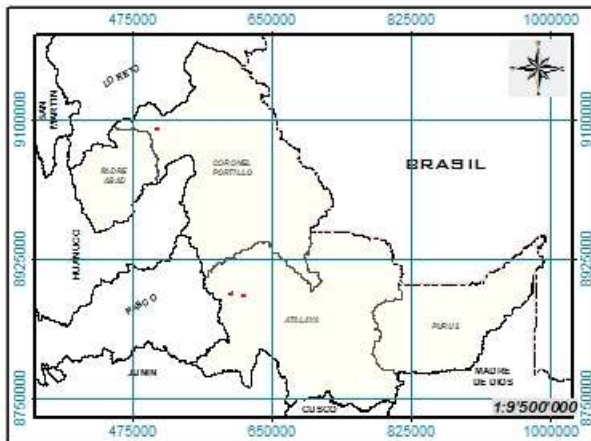 475000 650000 825000 1000000
9100000 9100000
8925000 8925000
8750000 8750000
LORETO
SAN
MARTIN
BRASIL
PADRE
ABAD
CORONEL
PORTILLO
HUANUCO
PASCO
ATALAYA
PURUS
JUNIN
MADRE
DE DIOS
CUSCO
1:9'500'000
475000 650000 825000 1000000